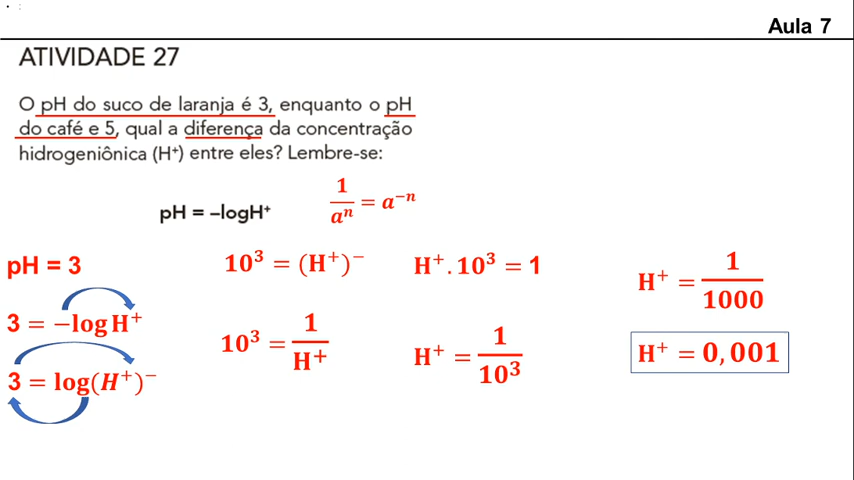 Aula 7
ATIVIDADE 27
O pH do suco de laranja é 3, enquanto o pH
do café e 5, qual a diferença da concentração
hidrogeniônica (H⁺) entre eles? Lembre-se:
pH = –logH⁺
1/aⁿ = a⁻ⁿ
pH = 3
3 = −log H⁺
3 = log(H⁺)⁻
10³ = (H⁺)⁻
10³ = 1/H⁺
H⁺. 10³ = 1
H⁺ = 1/10³
H⁺ = 1/1000
H⁺ = 0,001